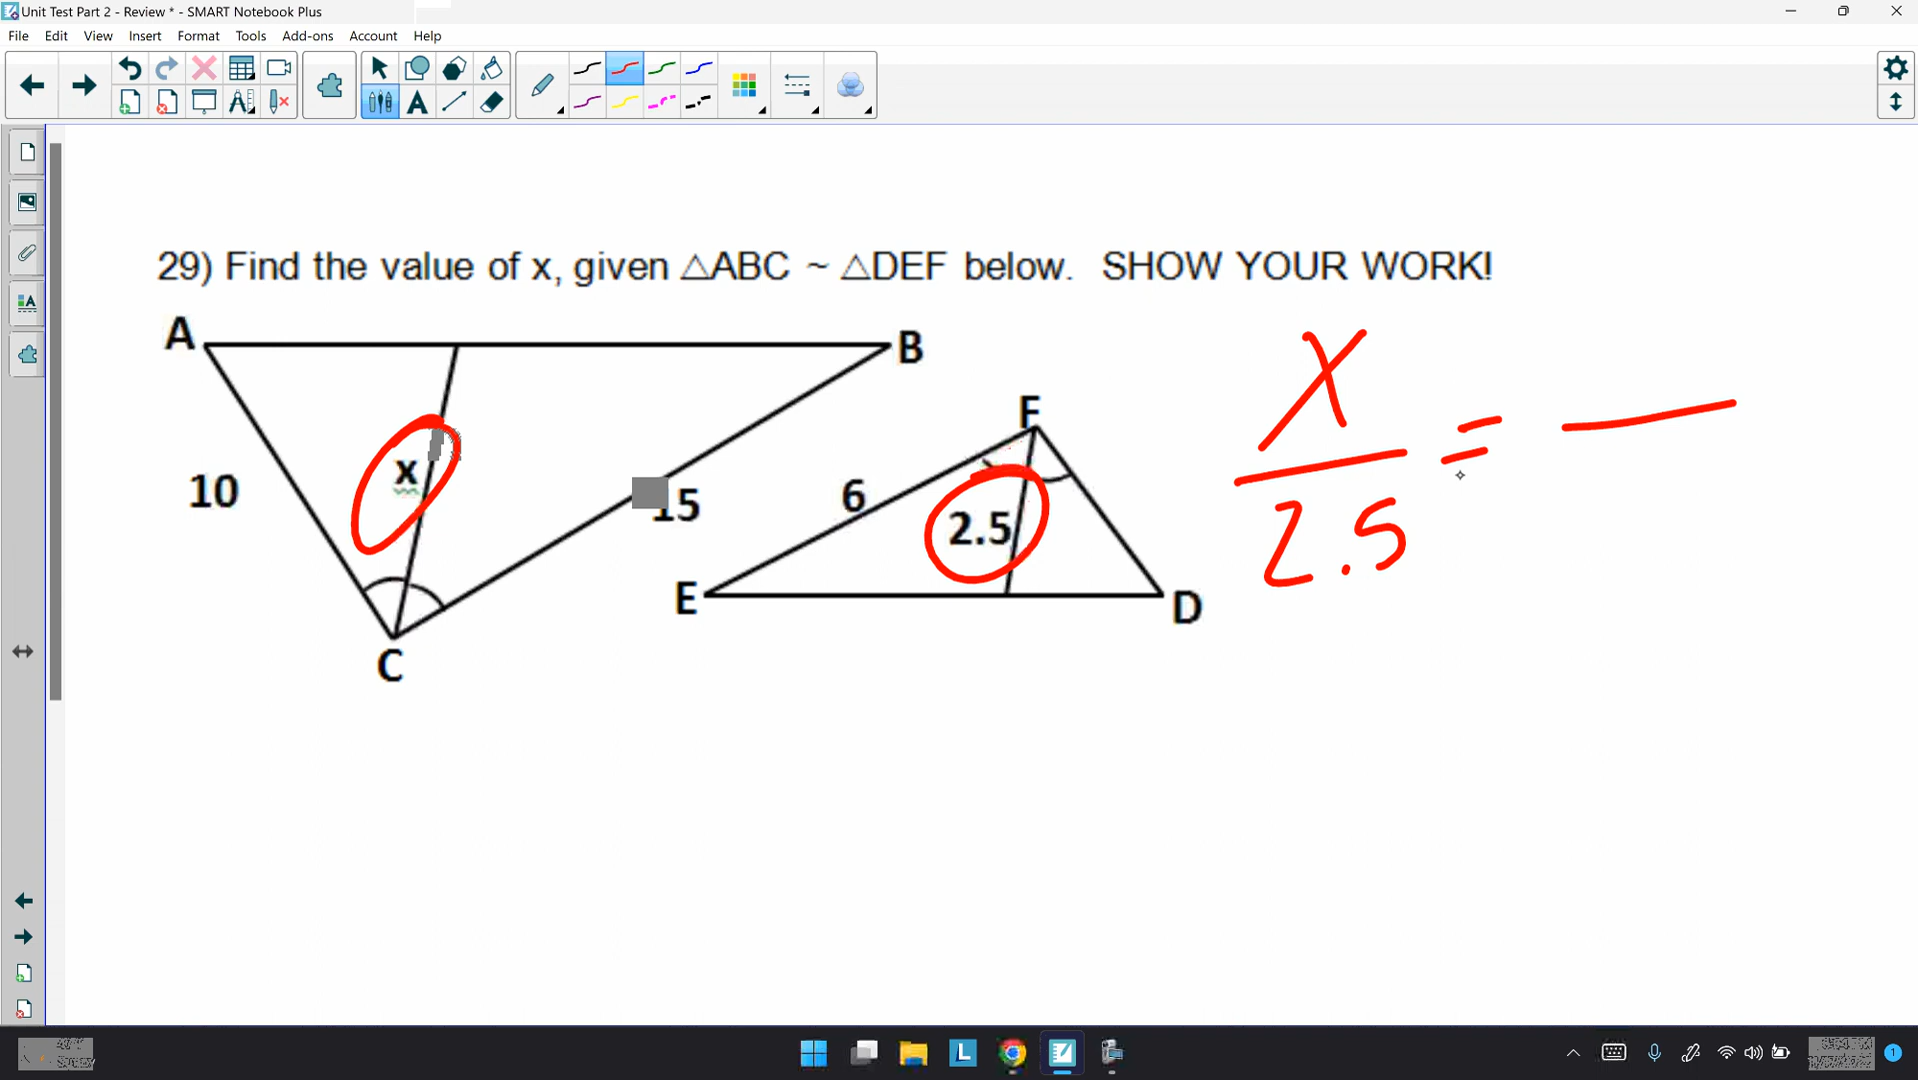 Unit Test Part 2 - Review * - SMART Notebook Plus
File Edit View Insert Format Tools Add-ons Account Help
29) Find the value of x, given △ABC ~ △DEF below. SHOW YOUR WORK!
A
B
10
x
15
C
F
6
2.5
E
D
X
=
2.5
L
1